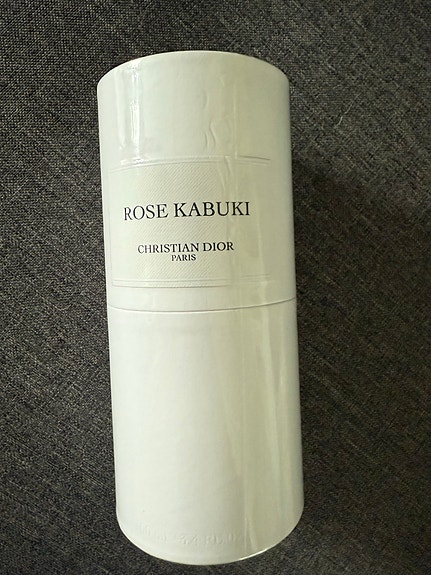 ROSE KABUKI
CHRISTIAN DIOR
PARIS